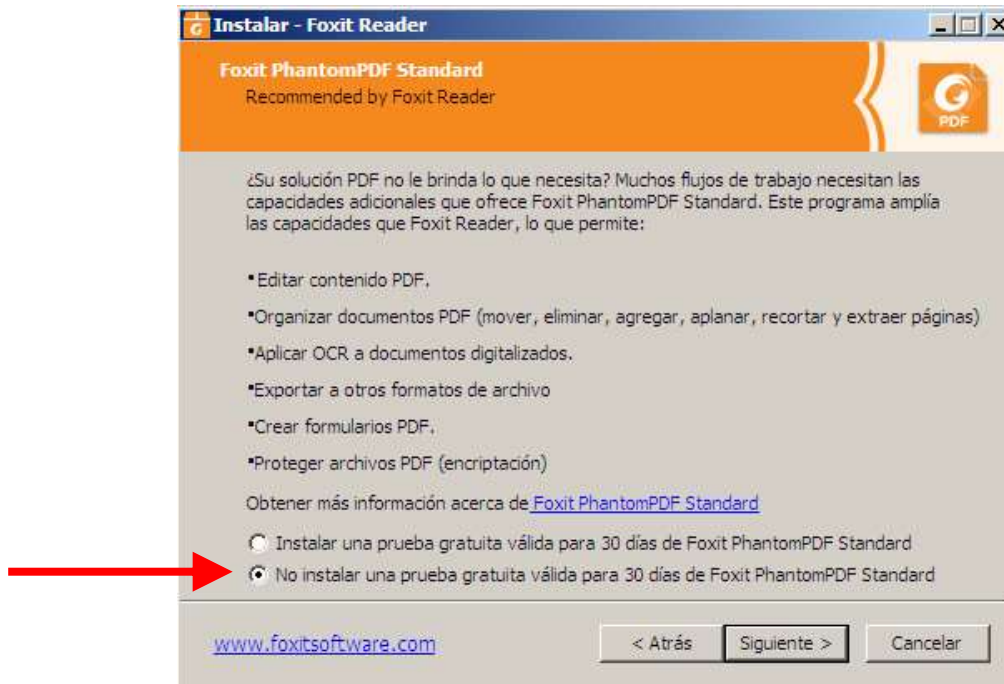 Instalar - Foxit Reader
Foxit PhantomPDF Standard
Recommended by Foxit Reader
PDF
¿Su solución PDF no le brinda lo que necesita? Muchos flujos de trabajo necesitan las
capacidades adicionales que ofrece Foxit PhantomPDF Standard. Este programa amplía
las capacidades que Foxit Reader, lo que permite:
•Editar contenido PDF.
•Organizar documentos PDF (mover, eliminar, agregar, aplanar, recortar y extraer páginas)
•Aplicar OCR a documentos digitalizados.
•Exportar a otros formatos de archivo
•Crear formularios PDF.
•Proteger archivos PDF (encriptación)
Obtener más información acerca de Foxit PhantomPDF Standard
Instalar una prueba gratuita válida para 30 días de Foxit PhantomPDF Standard
No instalar una prueba gratuita válida para 30 días de Foxit PhantomPDF Standard
www.foxitsoftware.com < Atrás Siguiente > Cancelar